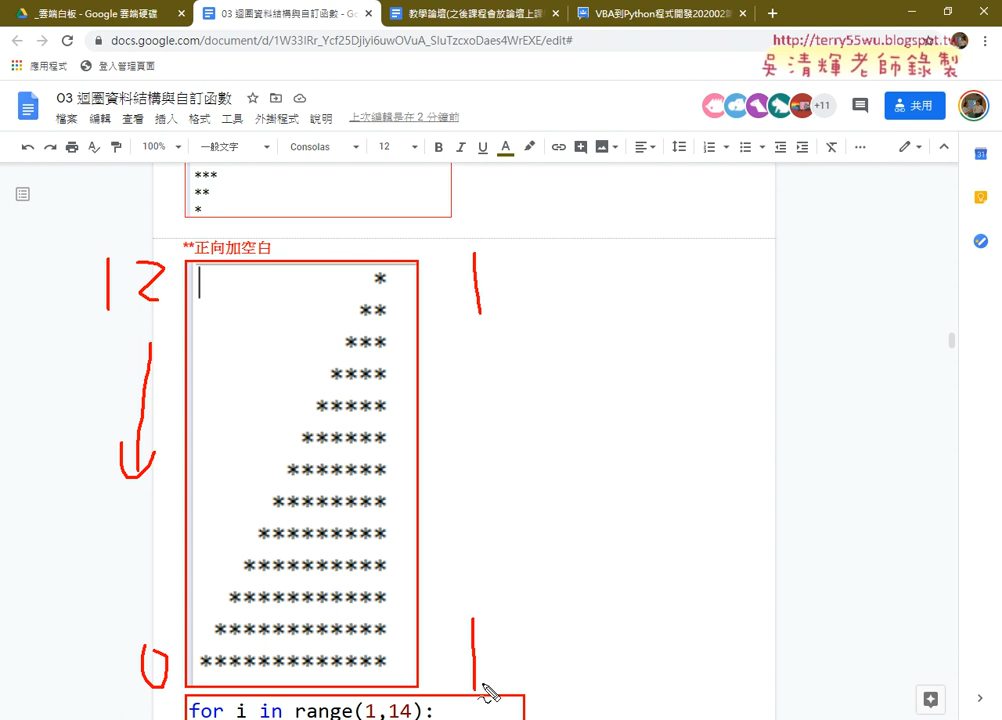 _雲端白板 - Google 雲端硬碟
03 迴圈資料結構與自訂函數 - Go
教學論壇(之後課程會放論壇上課
VBA到Python程式開發202002
docs.google.com/document/d/1W33IRr_Ycf25Djiyi6uwOVuA_SIuTzcxoDaes4WrEXE/edit#
http://terry55wu.blogspot.tw
吳清輝老師錄製
應用程式
登入管理頁面
03 迴圈資料結構與自訂函數
檔案 編輯 查看 插入 格式 工具 外掛程式 說明 上次編輯是在 2 分鐘前
+11
共用
100% 一般文字 Consolas 12
B I U A
31
***
**
*
**正向加空白
12
1
*
**
***
****
*****
******
*******
********
*********
**********
***********
************
*************
0
1
for i in range(1,14):